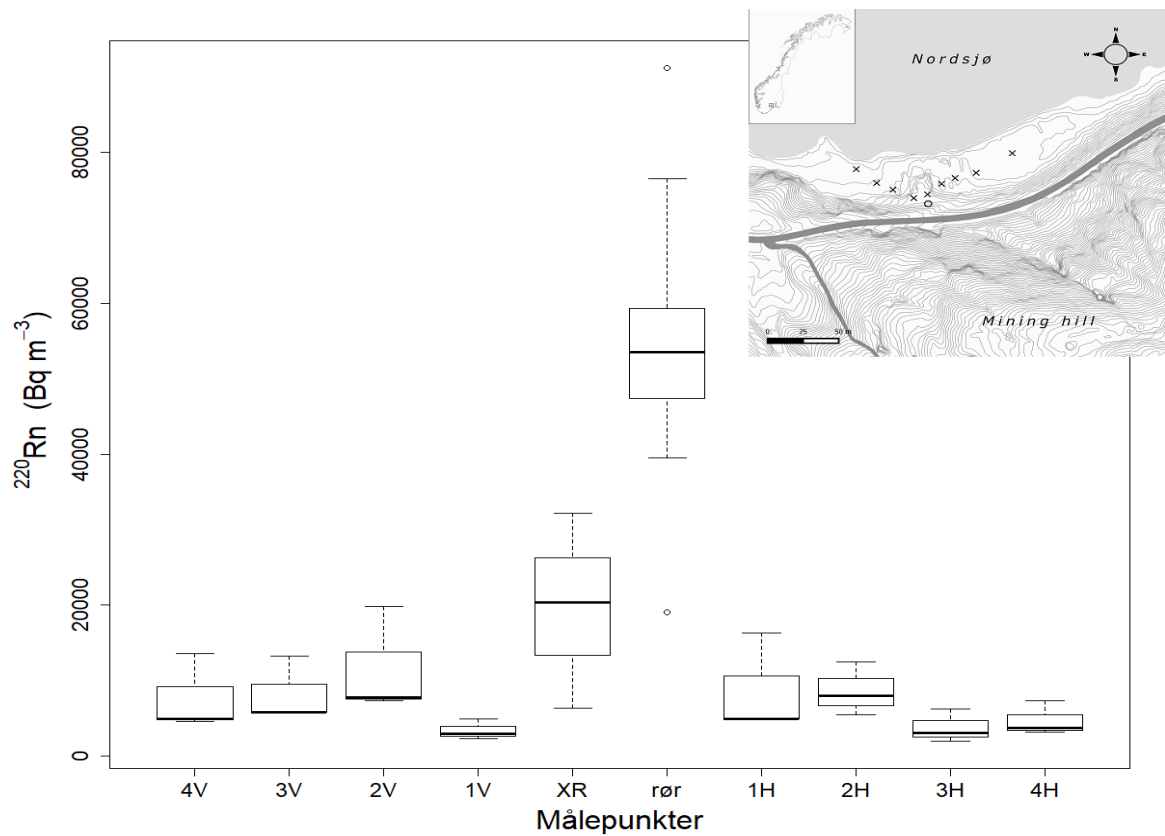 Nordsjø
N
W
E
S
Mining hill
0
25
50 m
²²⁰Rn (Bq m⁻³)
80000
60000
40000
20000
0
4V 3V 2V 1V XR rør 1H 2H 3H 4H
Målepunkter